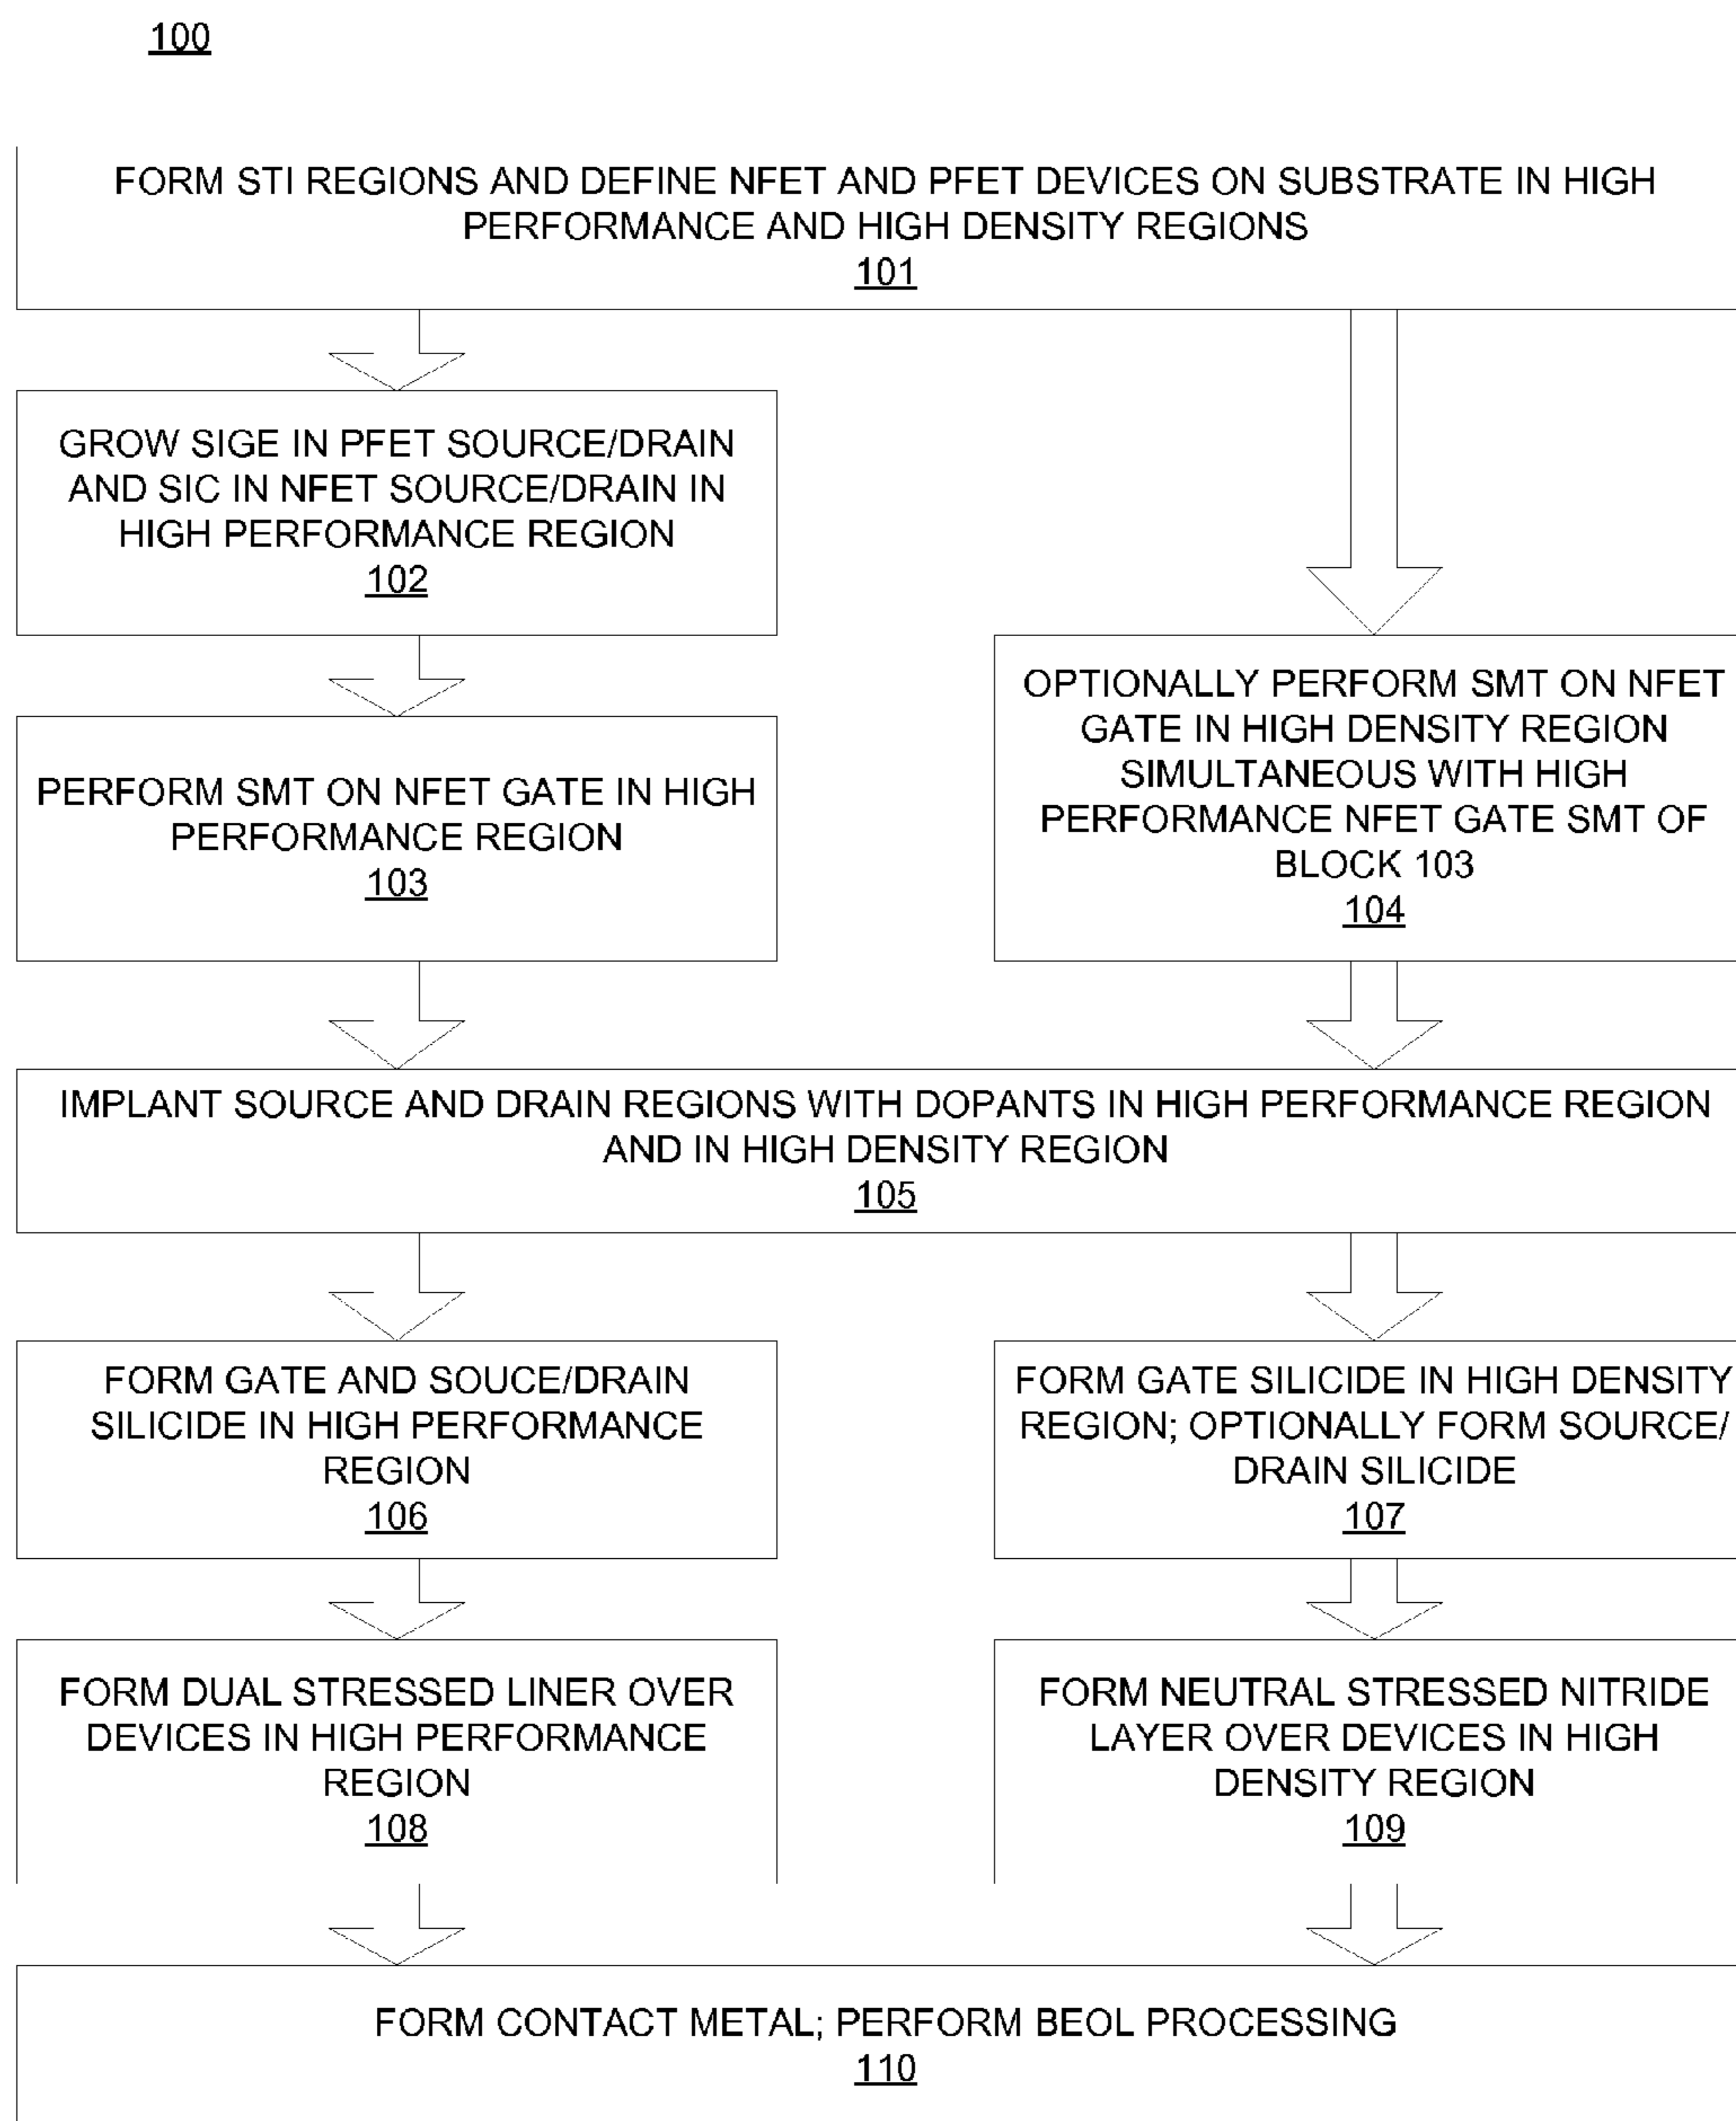 100
FORM STI REGIONS AND DEFINE NFET AND PFET DEVICES ON SUBSTRATE IN HIGH
PERFORMANCE AND HIGH DENSITY REGIONS
101
GROW SIGE IN PFET SOURCE/DRAIN
AND SIC IN NFET SOURCE/DRAIN IN
HIGH PERFORMANCE REGION
102
PERFORM SMT ON NFET GATE IN HIGH
PERFORMANCE REGION
103
OPTIONALLY PERFORM SMT ON NFET
GATE IN HIGH DENSITY REGION
SIMULTANEOUS WITH HIGH
PERFORMANCE NFET GATE SMT OF
BLOCK 103
104
IMPLANT SOURCE AND DRAIN REGIONS WITH DOPANTS IN HIGH PERFORMANCE REGION
AND IN HIGH DENSITY REGION
105
FORM GATE AND SOUCE/DRAIN
SILICIDE IN HIGH PERFORMANCE
REGION
106
FORM GATE SILICIDE IN HIGH DENSITY
REGION; OPTIONALLY FORM SOURCE/
DRAIN SILICIDE
107
FORM DUAL STRESSED LINER OVER
DEVICES IN HIGH PERFORMANCE
REGION
108
FORM NEUTRAL STRESSED NITRIDE
LAYER OVER DEVICES IN HIGH
DENSITY REGION
109
FORM CONTACT METAL; PERFORM BEOL PROCESSING
110